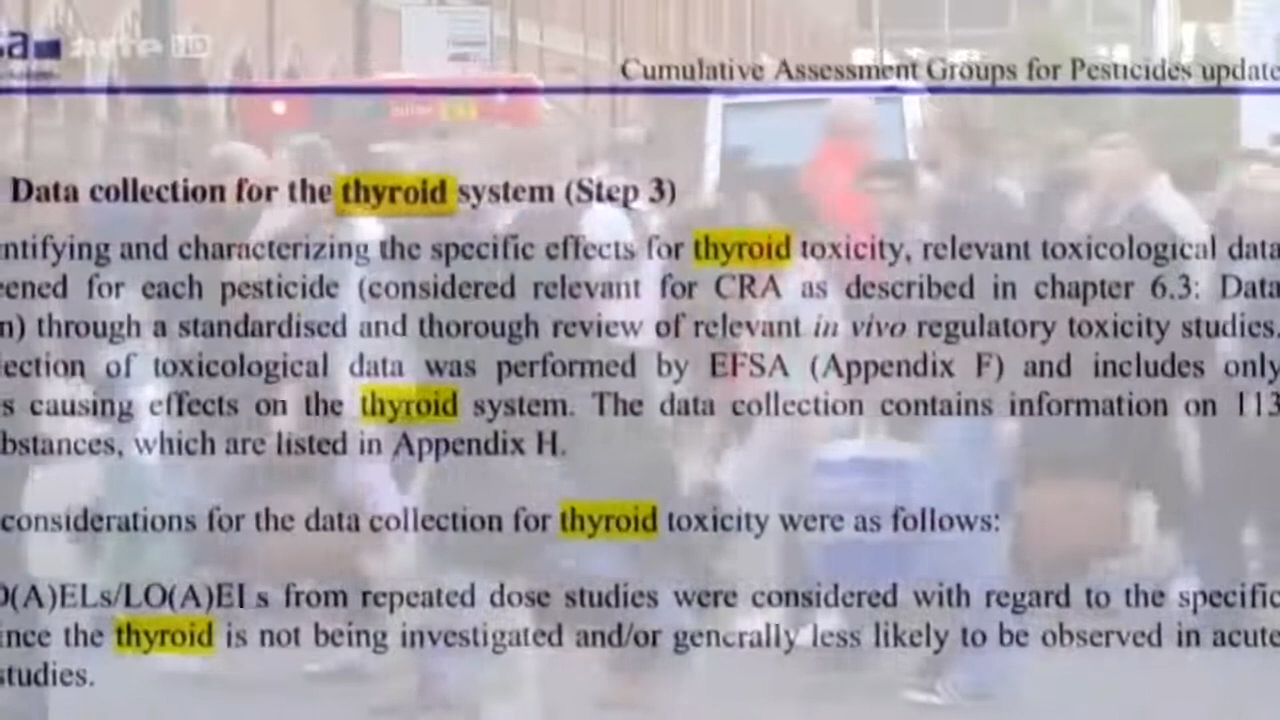 sa arte HD
Cumulative Assessment Groups for Pesticides update
Data collection for the thyroid system (Step 3)
ntifying and characterizing the specific effects for thyroid toxicity, relevant toxicological data
ened for each pesticide (considered relevant for CRA as described in chapter 6.3: Data
n) through a standardised and thorough review of relevant in vivo regulatory toxicity studies.
ection of toxicological data was performed by EFSA (Appendix F) and includes only
s causing effects on the thyroid system. The data collection contains information on 113
bstances, which are listed in Appendix H.
considerations for the data collection for thyroid toxicity were as follows:
O(A)ELs/LO(A)ELs from repeated dose studies were considered with regard to the specific
ince the thyroid is not being investigated and/or generally less likely to be observed in acute
studies.